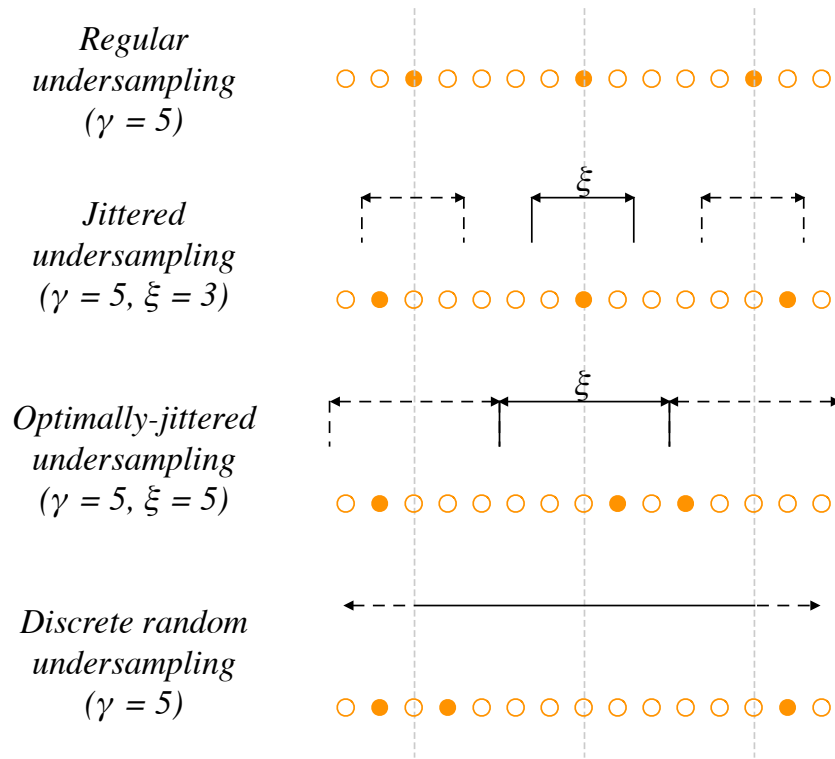 Regular
undersampling
(γ = 5)
ξ
Jittered
undersampling
(γ = 5, ξ = 3)
ξ
Optimally-jittered
undersampling
(γ = 5, ξ = 5)
Discrete random
undersampling
(γ = 5)